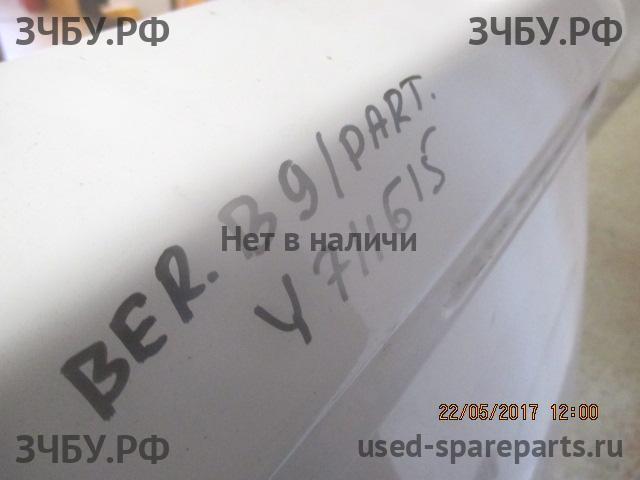 ЗЧБУ.РФ ЗЧБУ.РФ
BER. B9/PART.
Y711615
Нет в наличи
22/05/2017 12:00
ЗЧБУ.РФ used-spareparts.ru